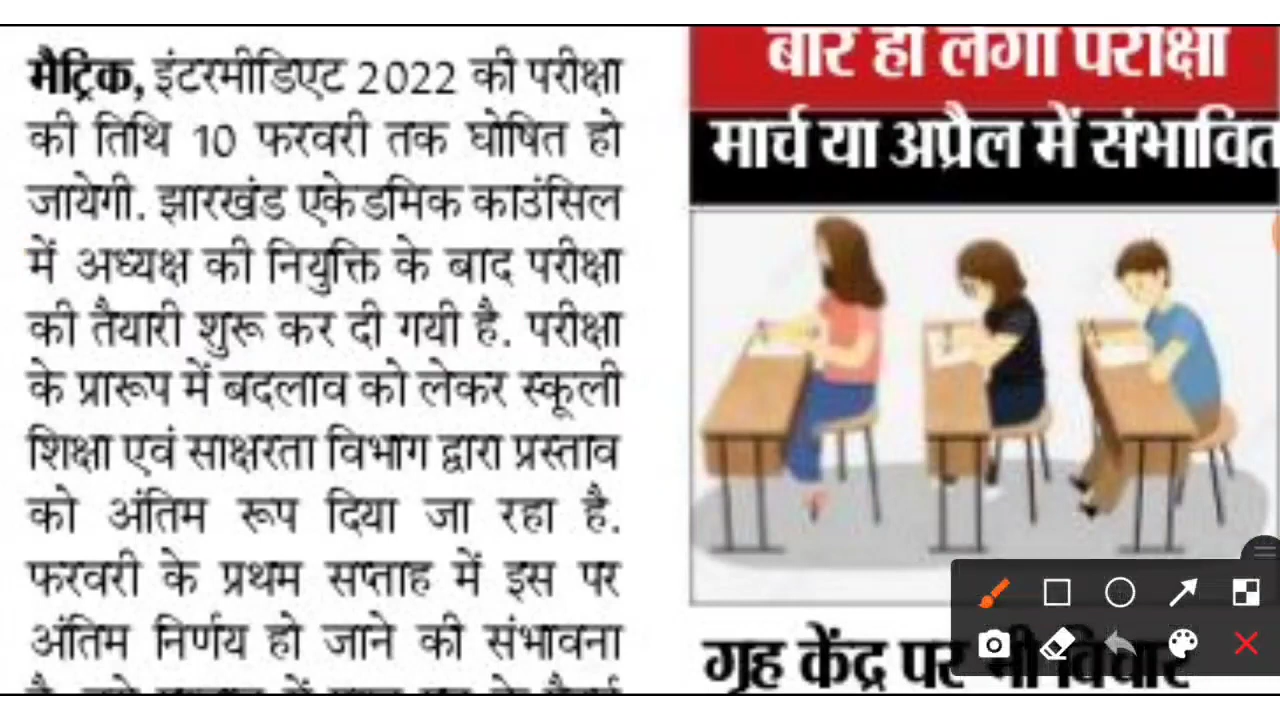 मैट्रिक, इंटरमीडिएट 2022 की परीक्षा
की तिथि 10 फरवरी तक घोषित हो
जायेगी. झारखंड एकेडमिक काउंसिल
में अध्यक्ष की नियुक्ति के बाद परीक्षा
की तैयारी शुरू कर दी गयी है. परीक्षा
के प्रारूप में बदलाव को लेकर स्कूली
शिक्षा एवं साक्षरता विभाग द्वारा प्रस्ताव
को अंतिम रूप दिया जा रहा है.
फरवरी के प्रथम सप्ताह में इस पर
अंतिम निर्णय हो जाने की संभावना
बार ही लेगी परीक्षा
मार्च या अप्रैल में संभावित
गृह केंद्र पर भी विचार